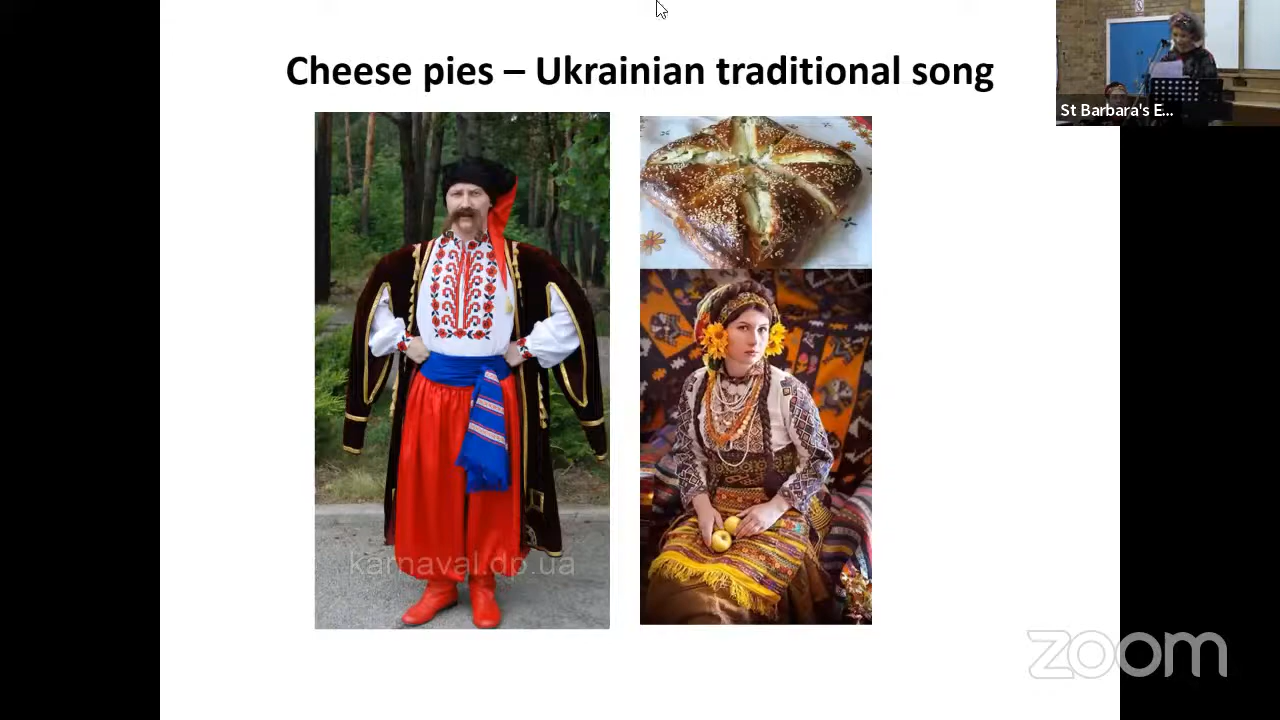 Cheese pies – Ukrainian traditional song
St Barbara's E...
karnaval.dp.ua
zoom